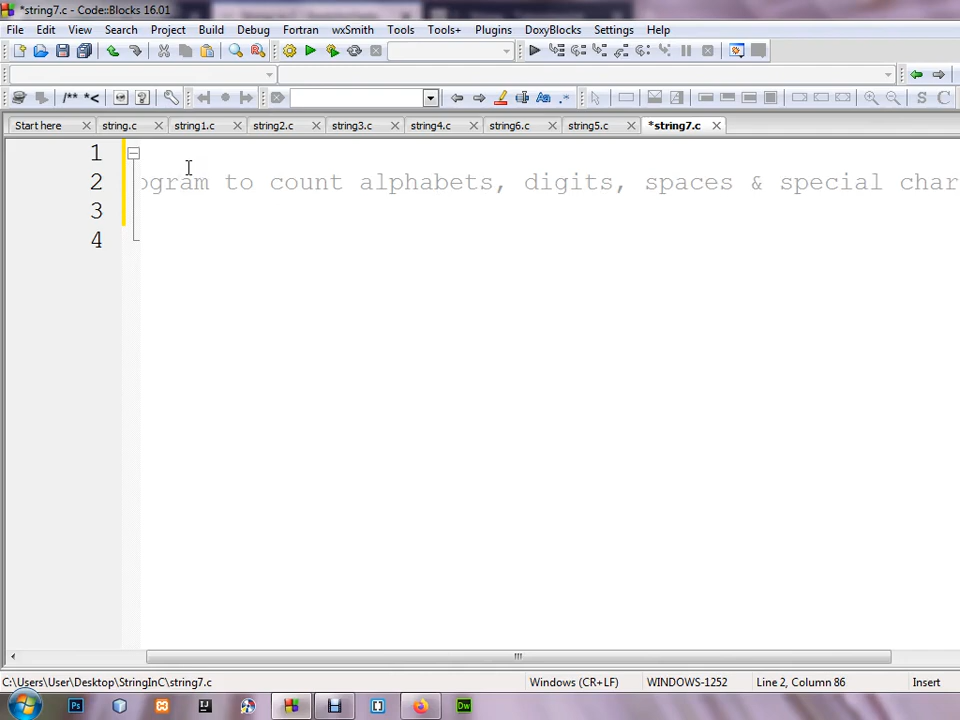 *string7.c - Code::Blocks 16.01
File Edit View Search Project Build Debug Fortran wxSmith Tools Tools+ Plugins DoxyBlocks Settings Help
/** *<
S C
Start here string.c string1.c string2.c string3.c string4.c string6.c string5.c *string7.c
1
2 ogram to count alphabets, digits, spaces & special char
3
4
C:\Users\User\Desktop\StringInC\string7.c Windows (CR+LF) WINDOWS-1252 Line 2, Column 86 Insert
Ps IJ Dw